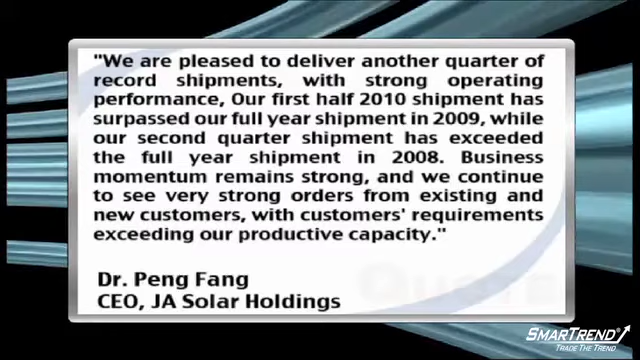 "We are pleased to deliver another quarter of
record shipments, with strong operating
performance, Our first half 2010 shipment has
surpassed our full year shipment in 2009, while
our second quarter shipment has exceeded
the full year shipment in 2008. Business
momentum remains strong, and we continue
to see very strong orders from existing and
new customers, with customers' requirements
exceeding our productive capacity."
Dr. Peng Fang
CEO, JA Solar Holdings
Quote
SMARTREND
TRADE THE TREND